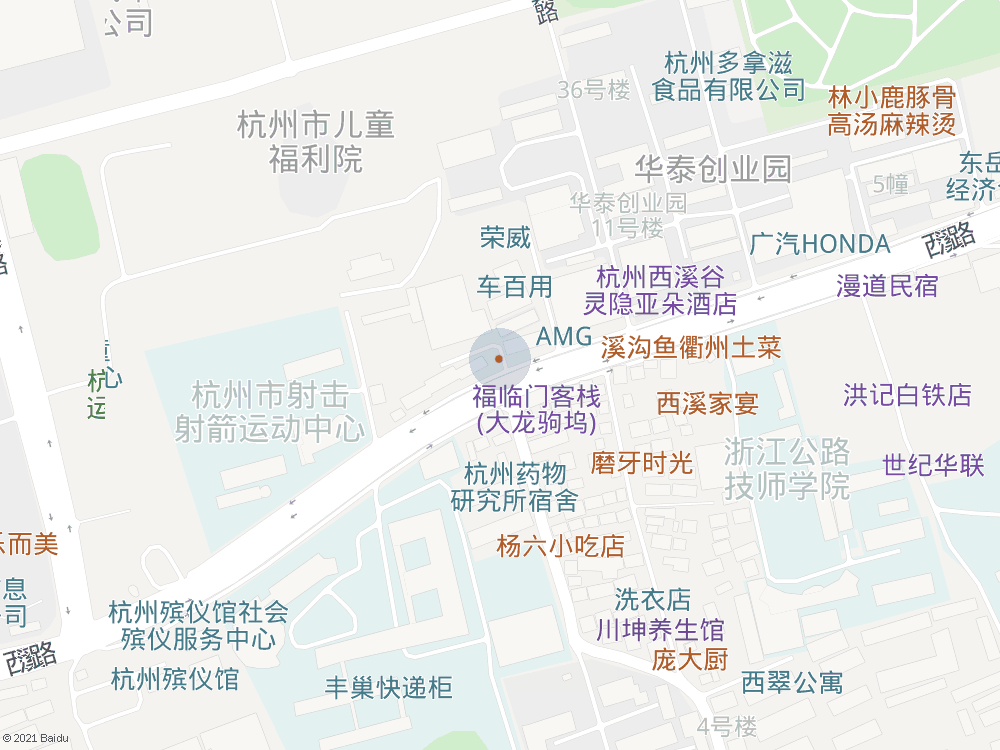 公司
路
杭州多拿滋
食品有限公司
36号楼
林小鹿豚骨
高汤麻辣烫
杭州市儿童
福利院
华泰创业园
东岳
经济
5幢
华泰创业园
11号楼
荣威
广汽HONDA
西溪路
路
杭州西溪谷
灵隐亚朵酒店
车百用
漫道民宿
AMG
溪沟鱼衢州土菜
心
杭
运
杭州市射击
射箭运动中心
福临门客栈
(大龙驹坞)
西溪家宴
洪记白铁店
浙江公路
技师学院
世纪华联
磨牙时光
杭州药物
研究所宿舍
乐而美
杨六小吃店
息
司
洗衣店
杭州殡仪馆社会
殡仪服务中心
川坤养生馆
西溪路
庞大厨
杭州殡仪馆
丰巢快递柜
西翠公寓
4号楼
© 2021 Baidu